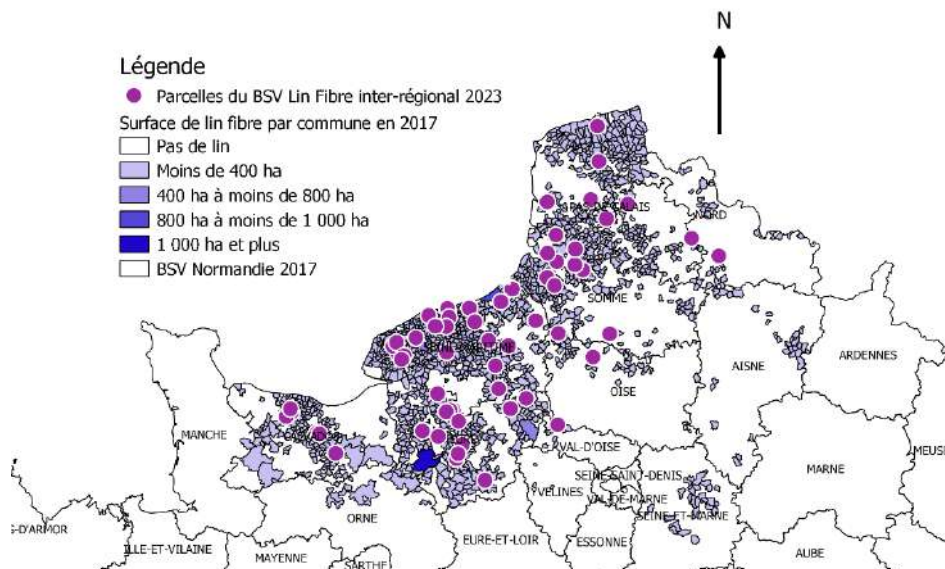 N
Légende
Parcelles du BSV Lin Fibre inter-régional 2023
Surface de lin fibre par commune en 2017
Pas de lin
Moins de 400 ha
400 ha à moins de 800 ha
800 ha à moins de 1 000 ha
1 000 ha et plus
BSV Normandie 2017
NORD
SOMME
AISNE
ARDENNES
OISE
MANCHE
VAL-D'OISE
MARNE
MEUS
SEINE-SAINT-DENIS
VAL-DE-MARNE
SEINE-ET-MARNE
ORNE
EURE-ET-LOIR
ESSONNE
AUBE
ILLE-ET-VILAINE
MAYENNE
SARTHE